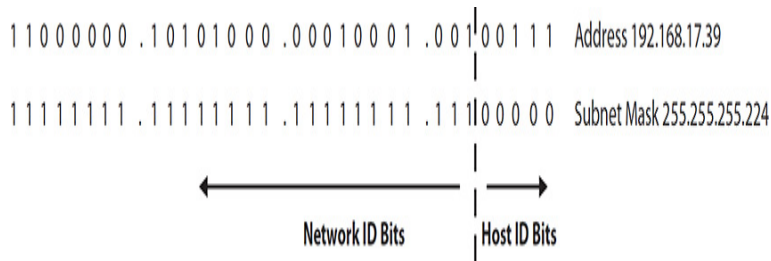 11000000 .10101000 .00010001 .00100111 Address 192.168.17.39
11111111 .11111111 .11111111 .11100000 Subnet Mask 255.255.255.224
Network ID Bits Host ID Bits